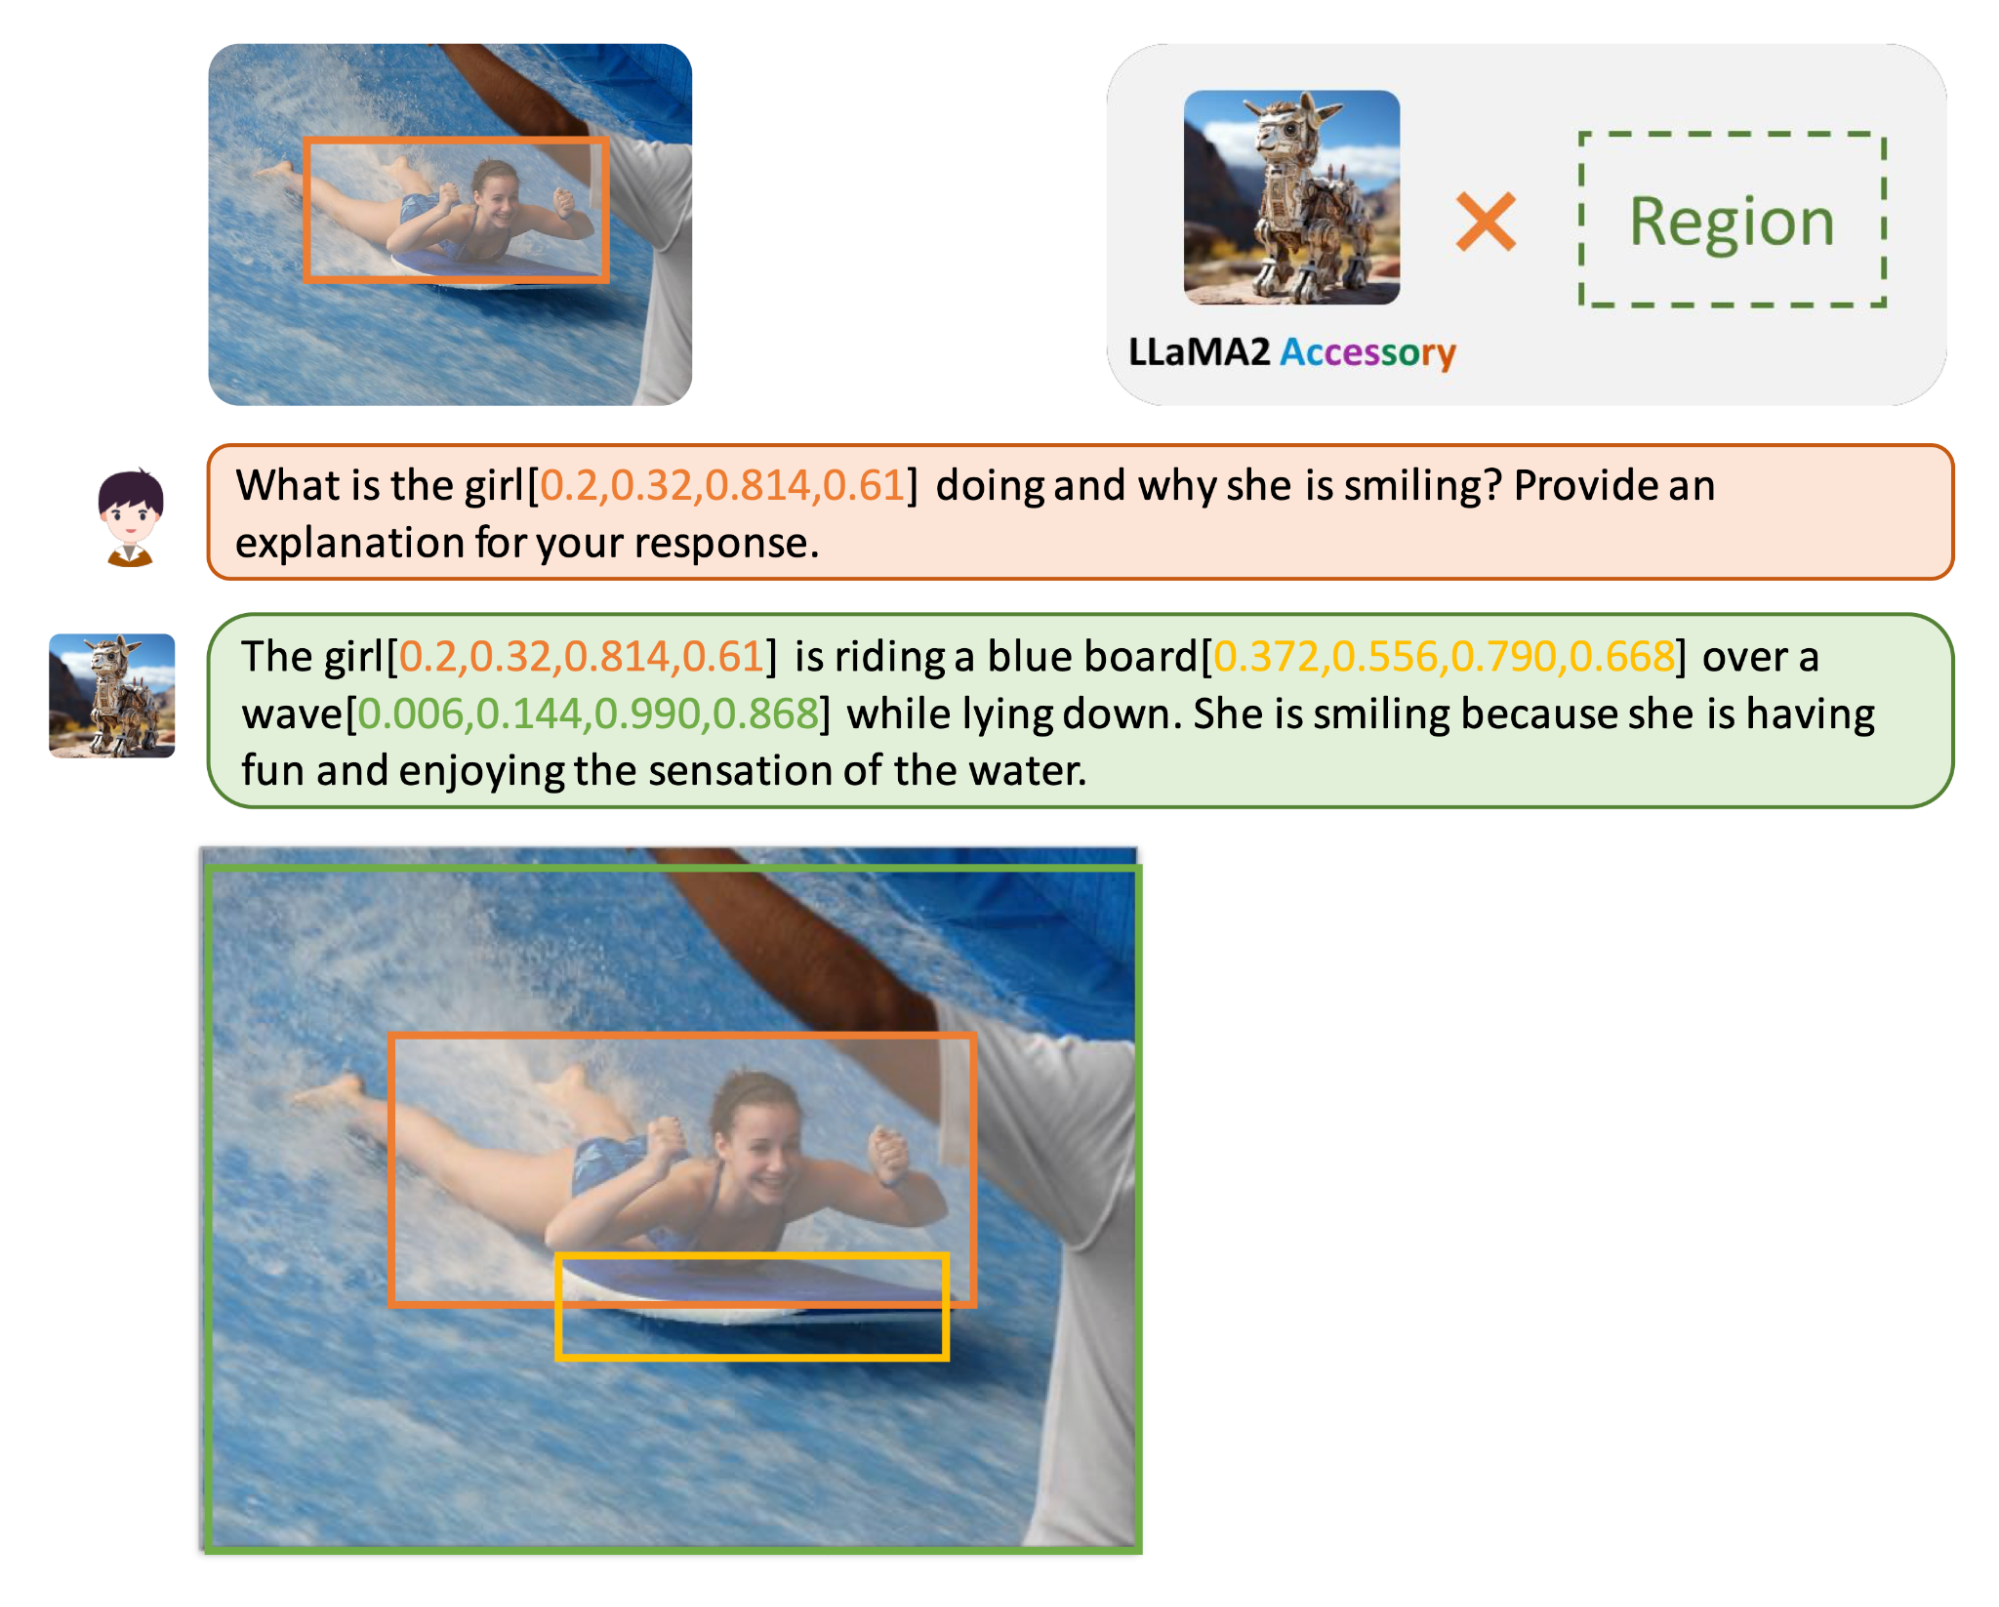 Region
LLaMA2 Accessory
What is the girl[0.2,0.32,0.814,0.61] doing and why she is smiling? Provide an
explanation for your response.
The girl[0.2,0.32,0.814,0.61] is riding a blue board[0.372,0.556,0.790,0.668] over a
wave[0.006,0.144,0.990,0.868] while lying down. She is smiling because she is having
fun and enjoying the sensation of the water.